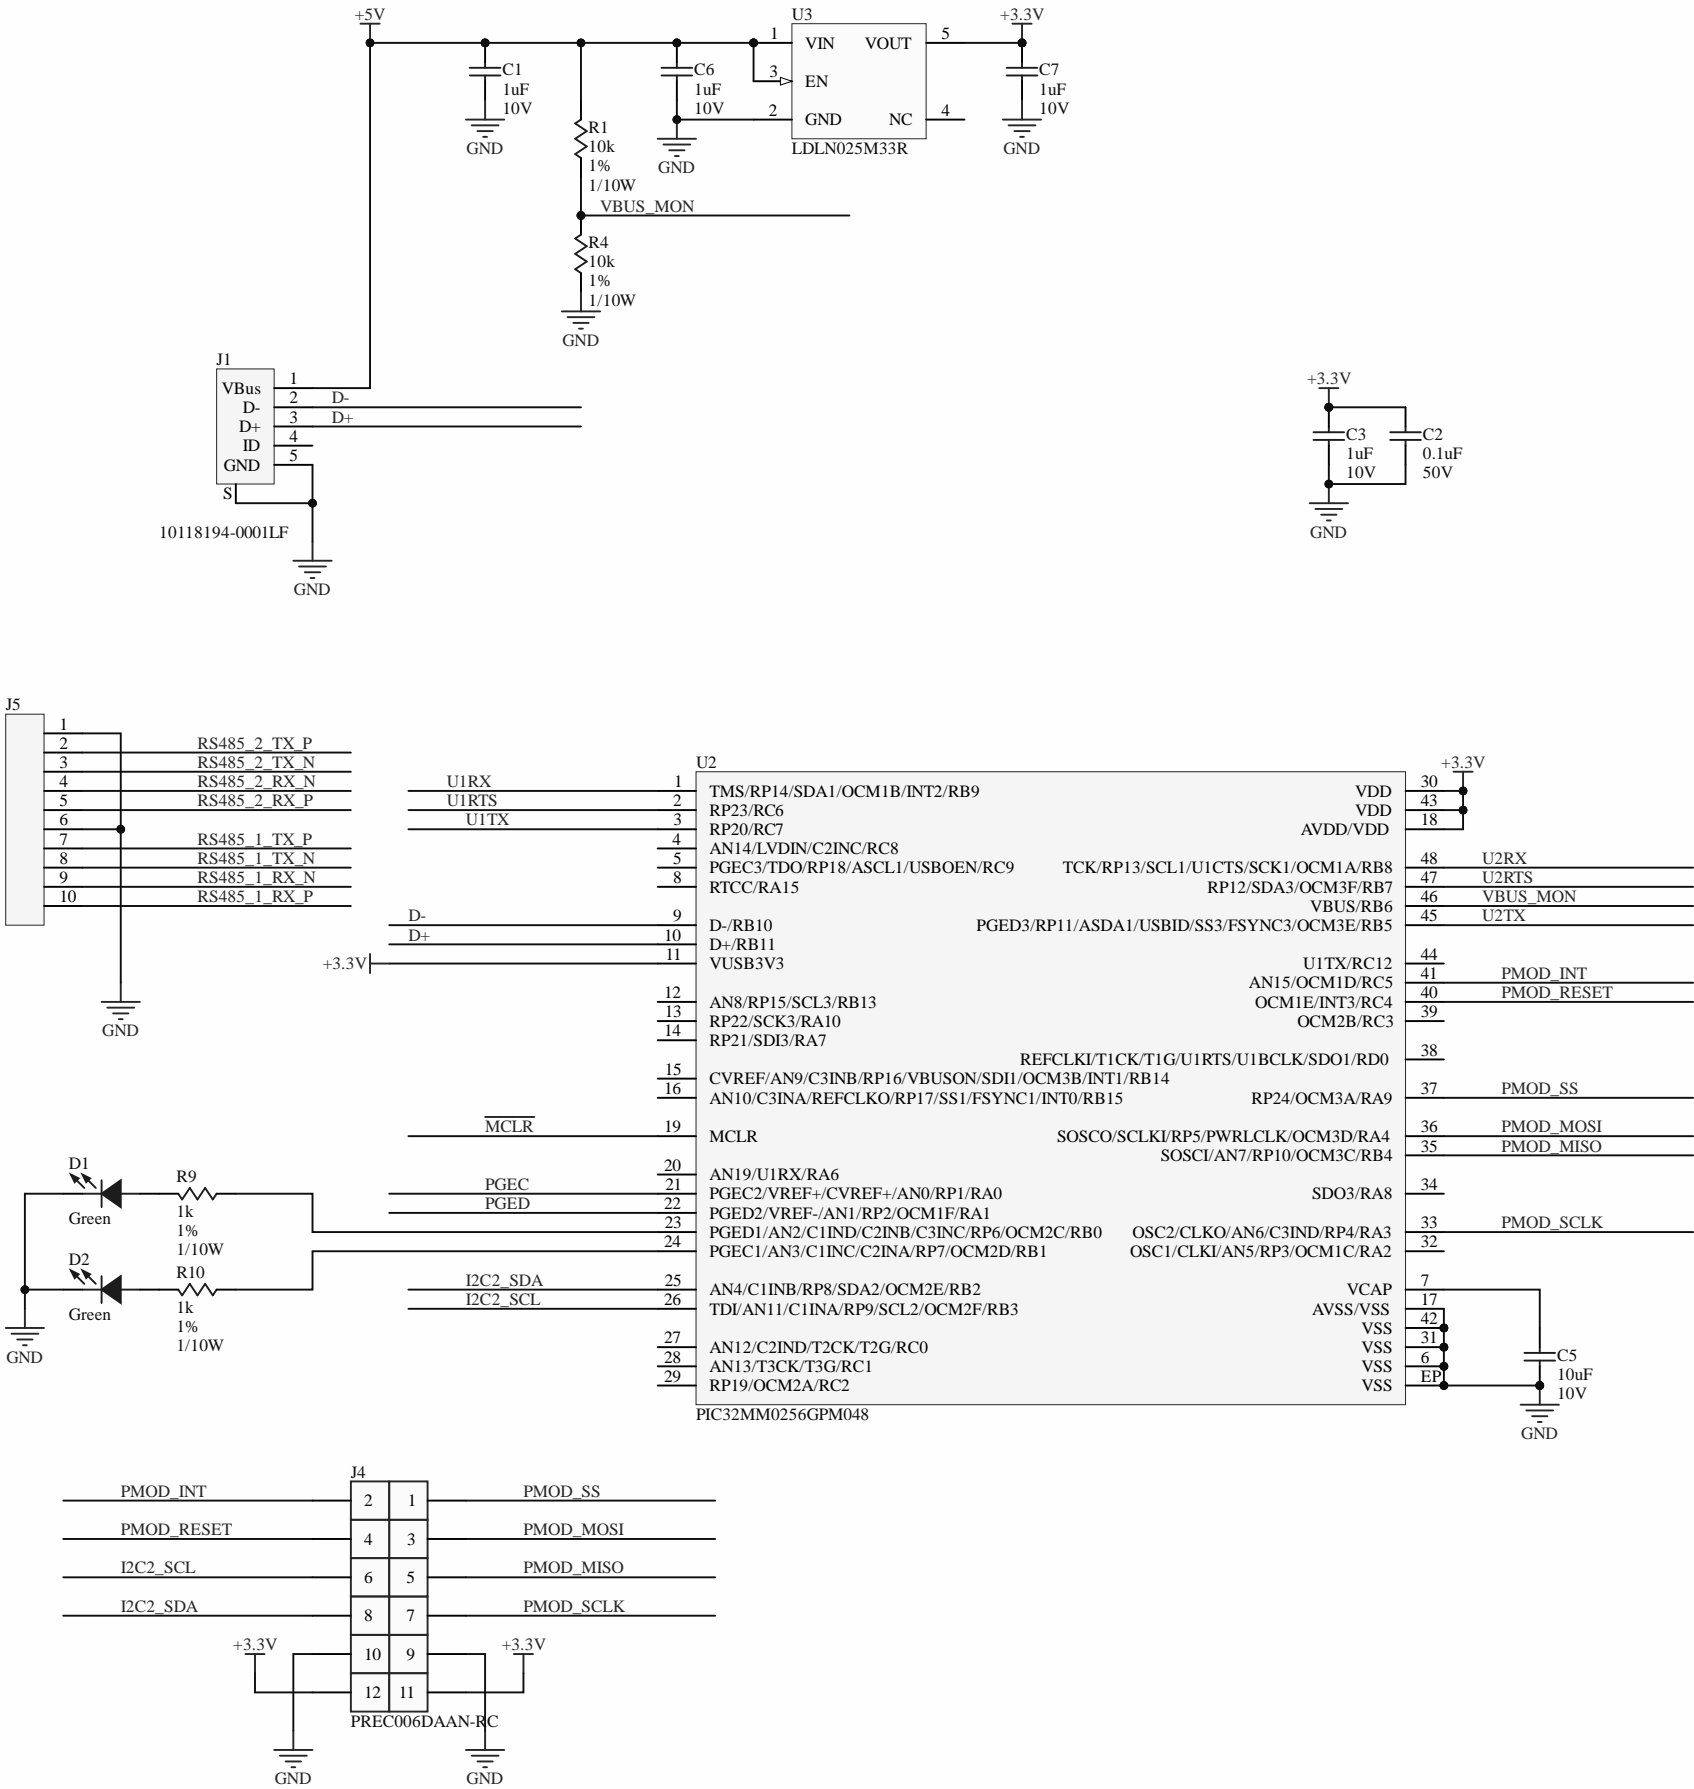 +5V
U3
+3.3V
1
VIN
VOUT
5
3
EN
2
GND
NC
4
LDLN025M33R
C1
1uF
10V
GND
C6
1uF
10V
GND
C7
1uF
10V
GND
R1
10k
1%
1/10W
VBUS_MON
R4
10k
1%
1/10W
GND
J1
VBus
1
D-
2
D-
D+
3
D+
ID
4
GND
5
S
10118194-0001LF
GND
+3.3V
C3
1uF
10V
C2
0.1uF
50V
GND
J5
1
2 RS485_2_TX_P
3 RS485_2_TX_N
4 RS485_2_RX_N
5 RS485_2_RX_P
6
7 RS485_1_TX_P
8 RS485_1_TX_N
9 RS485_1_RX_N
10 RS485_1_RX_P
GND
U2
U1RX 1 TMS/RP14/SDA1/OCM1B/INT2/RB9
U1RTS 2 RP23/RC6
U1TX 3 RP20/RC7
4 AN14/LVDIN/C2INC/RC8
5 PGEC3/TDO/RP18/ASCL1/USBOEN/RC9
8 RTCC/RA15
D- 9 D-/RB10
D+ 10 D+/RB11
+3.3V 11 VUSB3V3
12 AN8/RP15/SCL3/RB13
13 RP22/SCK3/RA10
14 RP21/SDI3/RA7
15 CVREF/AN9/C3INB/RP16/VBUSON/SDI1/OCM3B/INT1/RB14
16 AN10/C3INA/REFCLKO/RP17/SS1/FSYNC1/INT0/RB15
MCLR 19 MCLR
20 AN19/U1RX/RA6
PGEC 21 PGEC2/VREF+/CVREF+/AN0/RP1/RA0
PGED 22 PGED2/VREF-/AN1/RP2/OCM1F/RA1
23 PGED1/AN2/C1IND/C2INB/C3INC/RP6/OCM2C/RB0
24 PGEC1/AN3/C1INC/C2INA/RP7/OCM2D/RB1
I2C2_SDA 25 AN4/C1INB/RP8/SDA2/OCM2E/RB2
I2C2_SCL 26 TDI/AN11/C1INA/RP9/SCL2/OCM2F/RB3
27 AN12/C2IND/T2CK/T2G/RC0
28 AN13/T3CK/T3G/RC1
29 RP19/OCM2A/RC2
PIC32MM0256GPM048
+3.3V
VDD 30
VDD 43
AVDD/VDD 18
TCK/RP13/SCL1/U1CTS/SCK1/OCM1A/RB8 48 U2RX
RP12/SDA3/OCM3F/RB7 47 U2RTS
VBUS/RB6 46 VBUS_MON
PGED3/RP11/ASDA1/USBID/SS3/FSYNC3/OCM3E/RB5 45 U2TX
U1TX/RC12 44
AN15/OCM1D/RC5 41 PMOD_INT
OCM1E/INT3/RC4 40 PMOD_RESET
OCM2B/RC3 39
REFCLKI/T1CK/T1G/U1RTS/U1BCLK/SDO1/RD0 38
RP24/OCM3A/RA9 37 PMOD_SS
SOSCO/SCLKI/RP5/PWRLCLK/OCM3D/RA4 36 PMOD_MOSI
SOSCI/AN7/RP10/OCM3C/RB4 35 PMOD_MISO
SDO3/RA8 34
OSC2/CLKO/AN6/C3IND/RP4/RA3 33 PMOD_SCLK
OSC1/CLKI/AN5/RP3/OCM1C/RA2 32
VCAP 7
AVSS/VSS 17
VSS 42
VSS 31
VSS 6
VSS EP
C5
10uF
10V
GND
D1
Green
R9
1k
1%
1/10W
D2
Green
R10
1k
1%
1/10W
GND
J4
PMOD_INT 2 1 PMOD_SS
PMOD_RESET 4 3 PMOD_MOSI
I2C2_SCL 6 5 PMOD_MISO
I2C2_SDA 8 7 PMOD_SCLK
+3.3V 10 9 +3.3V
12 11
PREC006DAAN-RC
GND GND